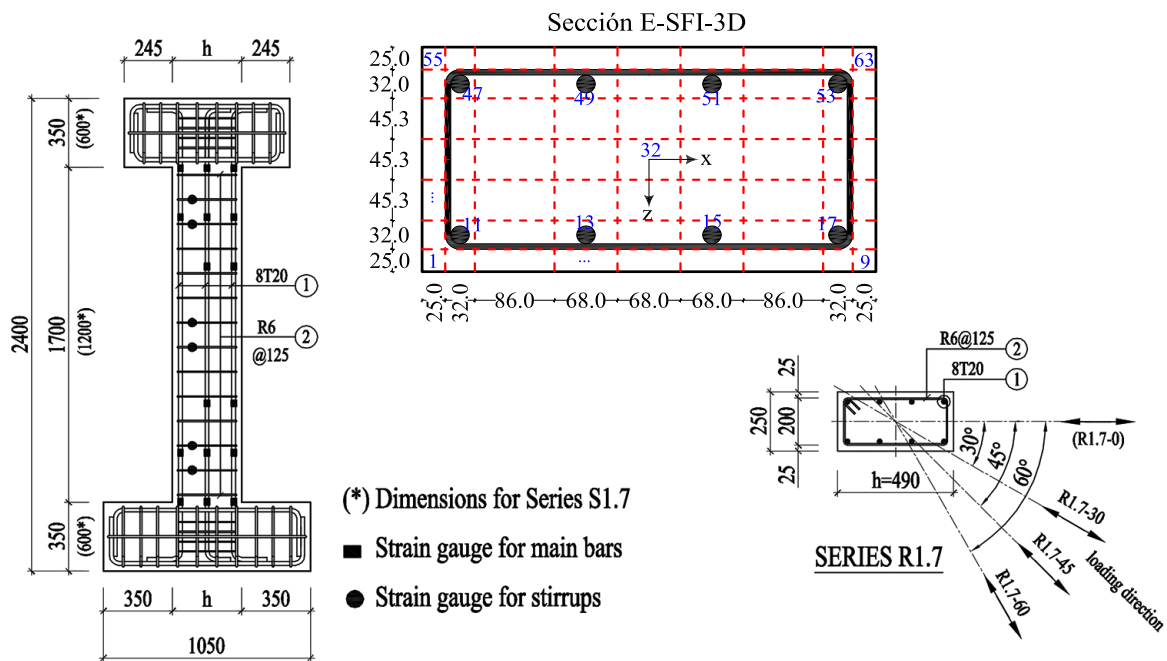 Sección E-SFI-3D
245
h
245
350
(600*)
2400
1700
(1200*)
350
(600*)
8T20
1
R6
2
@125
350
h
350
1050
25.0
32.0
45.3
45.3
45.3
32.0
25.0
55
63
47
49
51
53
32
x
z
...
11
13
15
17
1
...
9
25.0
32.0
86.0
68.0
68.0
68.0
86.0
32.0
25.0
(*) Dimensions for Series S1.7
Strain gauge for main bars
Strain gauge for stirrups
R6@125
2
8T20
1
25
250
200
25
h=490
30°
45°
60°
(R1.7-0)
R1.7-30
R1.7-45
R1.7-60
loading direction
SERIES R1.7